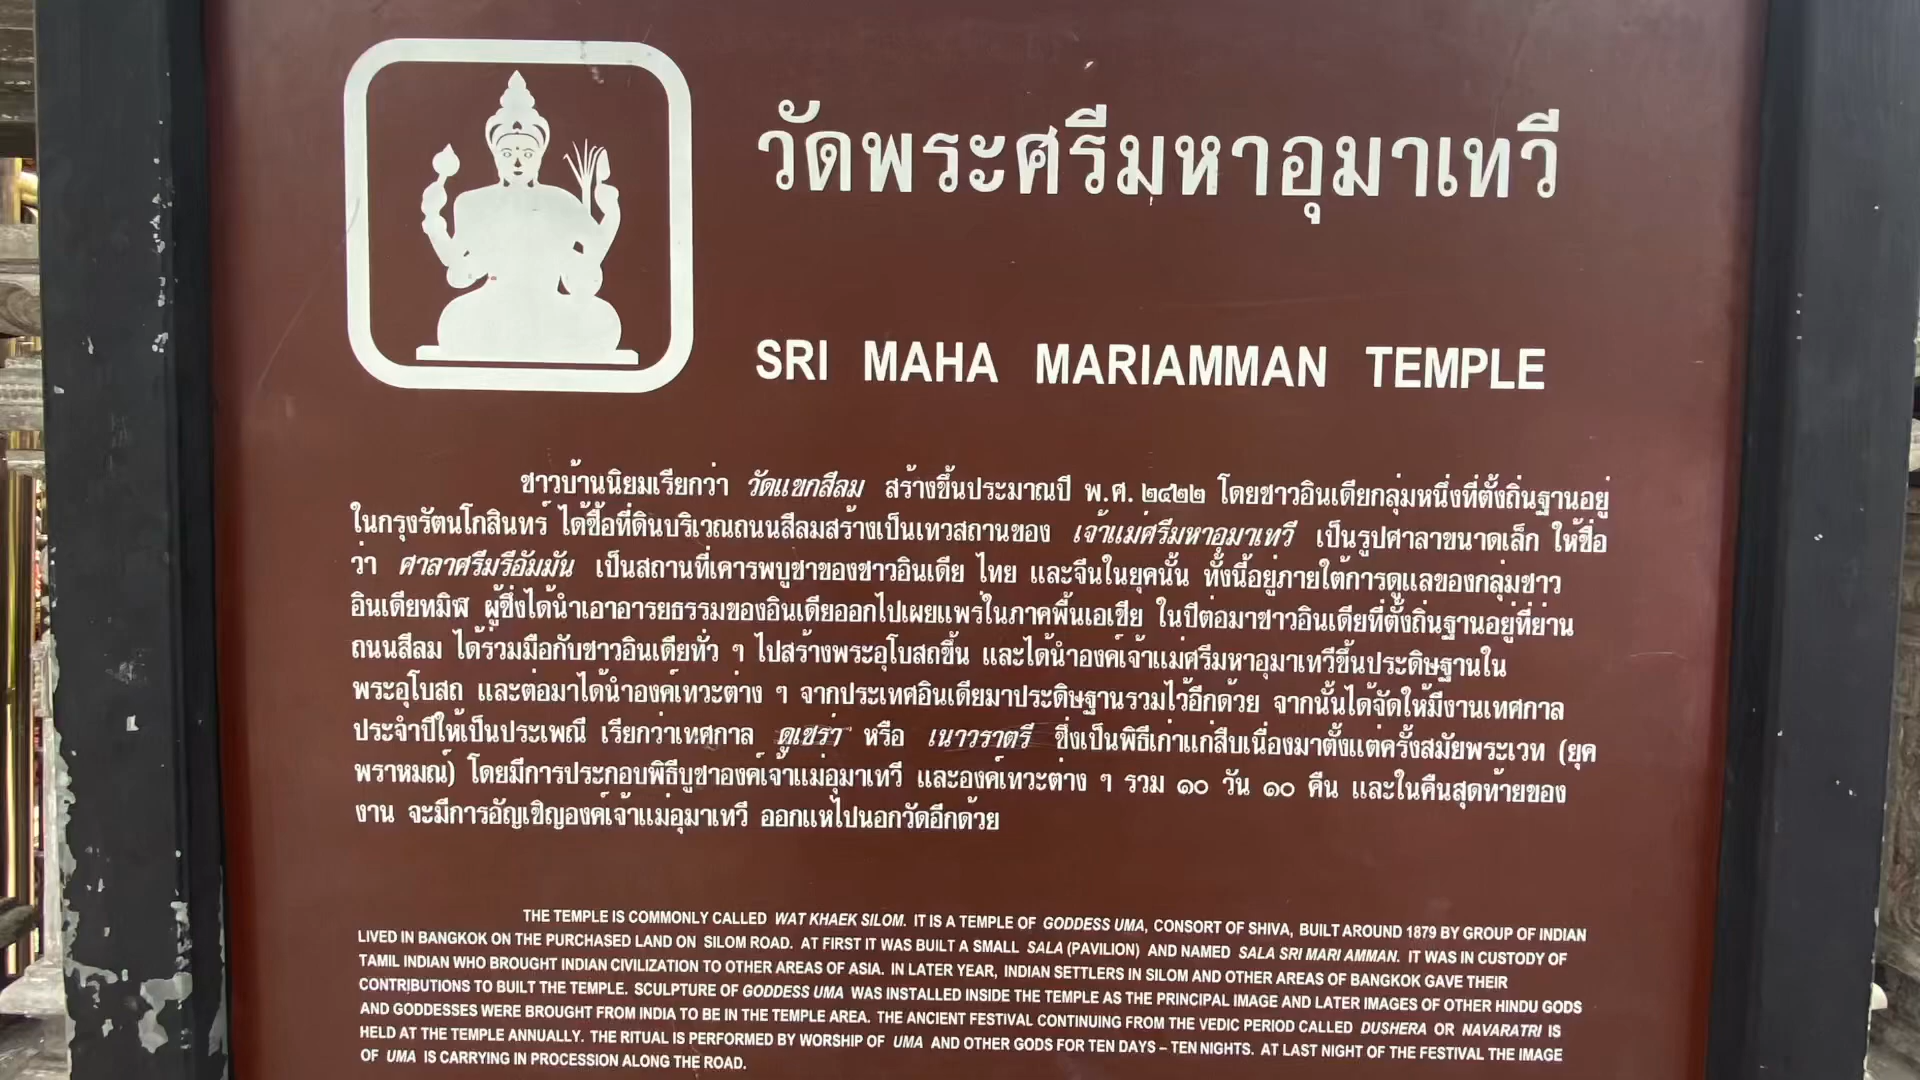 วัดพระศรีมหาอุมาเทวี
SRI MAHA MARIAMMAN TEMPLE
ชาวบ้านนิยมเรียกว่า วัดแขกสีลม สร้างขึ้นประมาณปี พ.ศ. ๒๔๒๒ โดยชาวอินเดียกลุ่มหนึ่งที่ตั้งถิ่นฐานอยู่
ในกรุงรัตนโกสินทร์ ได้ซื้อที่ดินบริเวณถนนสีลมสร้างเป็นเทวสถานของ เจ้าแม่ศรีมหาอุมาเทวี เป็นรูปศาลาขนาดเล็ก ให้ชื่อ
ว่า ศาลาศรีมรีอัมมัน เป็นสถานที่เคารพบูชาของชาวอินเดีย ไทย และจีนในยุคนั้น ทั้งนี้อยู่ภายใต้การดูแลของกลุ่มชาว
อินเดียทมิฬ ผู้ซึ่งได้นำเอาอารยธรรมของอินเดียออกไปเผยแพร่ในภาคพื้นเอเชีย ในปีต่อมาชาวอินเดียที่ตั้งถิ่นฐานอยู่ที่ย่าน
ถนนสีลม ได้ร่วมมือกับชาวอินเดียทั่ว ๆ ไปสร้างพระอุโบสถขึ้น และได้นำองค์เจ้าแม่ศรีมหาอุมาเทวีขึ้นประดิษฐานใน
พระอุโบสถ และต่อมาได้นำองค์เทวะต่าง ๆ จากประเทศอินเดียมาประดิษฐานรวมไว้อีกด้วย จากนั้นได้จัดให้มีงานเทศกาล
ประจำปีให้เป็นประเพณี เรียกว่าเทศกาล ดูเชร่า หรือ เนาวราตรี ซึ่งเป็นพิธีเก่าแก่สืบเนื่องมาตั้งแต่ครั้งสมัยพระเวท (ยุค
พราหมณ์) โดยมีการประกอบพิธีบูชาองค์เจ้าแม่อุมาเทวี และองค์เทวะต่าง ๆ รวม ๑๐ วัน ๑๐ คืน และในคืนสุดท้ายของ
งาน จะมีการอัญเชิญองค์เจ้าแม่อุมาเทวี ออกแห่ไปนอกวัดอีกด้วย
THE TEMPLE IS COMMONLY CALLED WAT KHAEK SILOM. IT IS A TEMPLE OF GODDESS UMA, CONSORT OF SHIVA, BUILT AROUND 1879 BY GROUP OF INDIAN
LIVED IN BANGKOK ON THE PURCHASED LAND ON SILOM ROAD. AT FIRST IT WAS BUILT A SMALL SALA (PAVILION) AND NAMED SALA SRI MARI AMMAN. IT WAS IN CUSTODY OF
TAMIL INDIAN WHO BROUGHT INDIAN CIVILIZATION TO OTHER AREAS OF ASIA. IN LATER YEAR, INDIAN SETTLERS IN SILOM AND OTHER AREAS OF BANGKOK GAVE THEIR
CONTRIBUTIONS TO BUILT THE TEMPLE. SCULPTURE OF GODDESS UMA WAS INSTALLED INSIDE THE TEMPLE AS THE PRINCIPAL IMAGE AND LATER IMAGES OF OTHER HINDU GODS
AND GODDESSES WERE BROUGHT FROM INDIA TO BE IN THE TEMPLE AREA. THE ANCIENT FESTIVAL CONTINUING FROM THE VEDIC PERIOD CALLED DUSHERA OR NAVARATRI IS
HELD AT THE TEMPLE ANNUALLY. THE RITUAL IS PERFORMED BY WORSHIP OF UMA AND OTHER GODS FOR TEN DAYS – TEN NIGHTS. AT LAST NIGHT OF THE FESTIVAL THE IMAGE
OF UMA IS CARRYING IN PROCESSION ALONG THE ROAD.